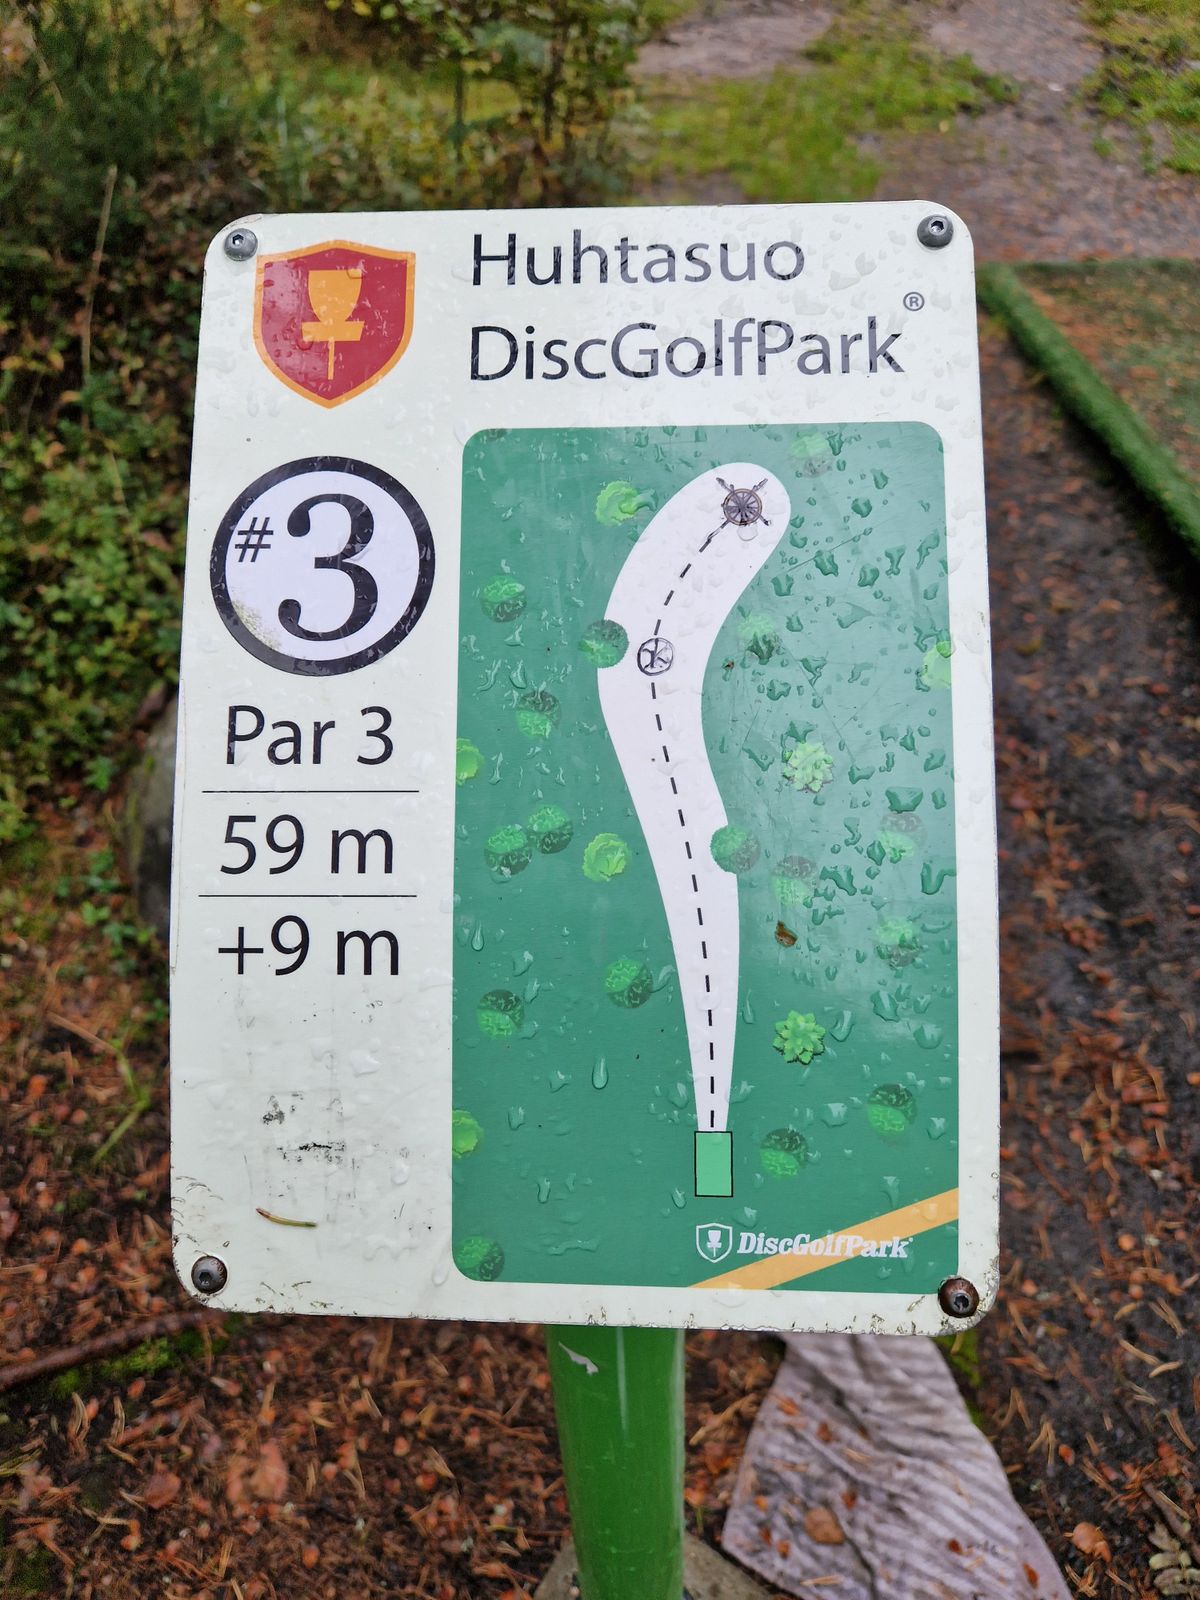 Huhtasuo
DiscGolfPark®
#3
Par 3
59 m
+9 m
DiscGolfPark